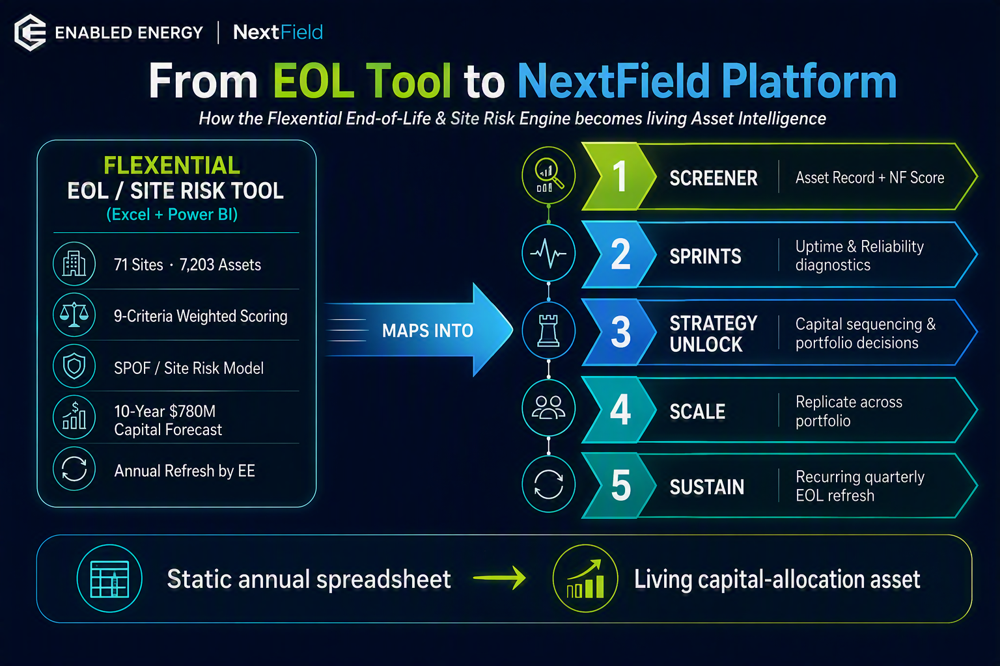 ENABLED ENERGY | NextField
From EOL Tool to NextField Platform
How the Flexential End-of-Life & Site Risk Engine becomes living Asset Intelligence
FLEXENTIAL
EOL / SITE RISK TOOL
(Excel + Power BI)
71 Sites · 7,203 Assets
9-Criteria Weighted Scoring
SPOF / Site Risk Model
10-Year $780M
Capital Forecast
Annual Refresh by EE
MAPS INTO
1 SCREENER
Asset Record + NF Score
2 SPRINTS
Uptime & Reliability
diagnostics
3 STRATEGY
UNLOCK
Capital sequencing &
portfolio decisions
4 SCALE
Replicate across
portfolio
5 SUSTAIN
Recurring quarterly
EOL refresh
Static annual spreadsheet
Living capital-allocation asset